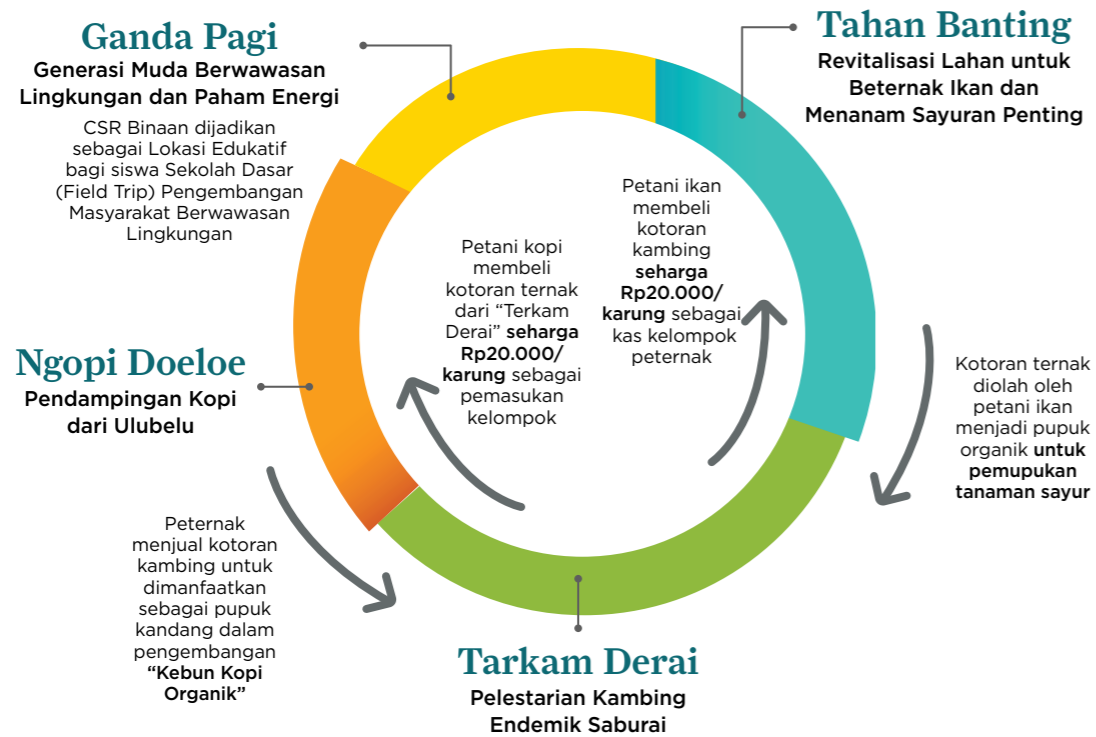 Ganda Pagi
Generasi Muda Berwawasan
Lingkungan dan Paham Energi
CSR Binaan dijadikan
sebagai Lokasi Edukatif
bagi siswa Sekolah Dasar
(Field Trip) Pengembangan
Masyarakat Berwawasan
Lingkungan
Tahan Banting
Revitalisasi Lahan untuk
Beternak Ikan dan
Menanam Sayuran Penting
Petani ikan
membeli
kotoran
kambing
seharga
Rp20.000/
karung sebagai
kas kelompok
peternak
Petani kopi
membeli
kotoran ternak
dari “Terkam
Derai” seharga
Rp20.000/
karung sebagai
pemasukan
kelompok
Ngopi Doeloe
Pendampingan Kopi
dari Ulubelu
Kotoran ternak
diolah oleh
petani ikan
menjadi pupuk
organik untuk
pemupukan
tanaman sayur
Peternak
menjual kotoran
kambing untuk
dimanfaatkan
sebagai pupuk
kandang dalam
pengembangan
“Kebun Kopi
Organik”
Tarkam Derai
Pelestarian Kambing
Endemik Saburai